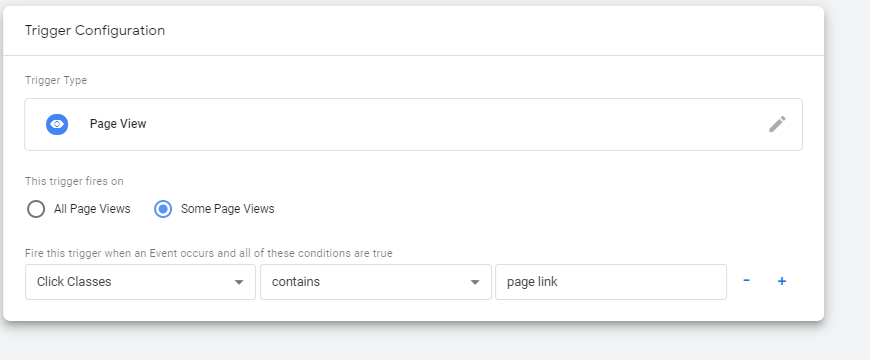 Trigger Configuration
Trigger Type
Page View
This trigger fires on
All Page Views Some Page Views
Fire this trigger when an Event occurs and all of these conditions are true
Click Classes contains page link - +